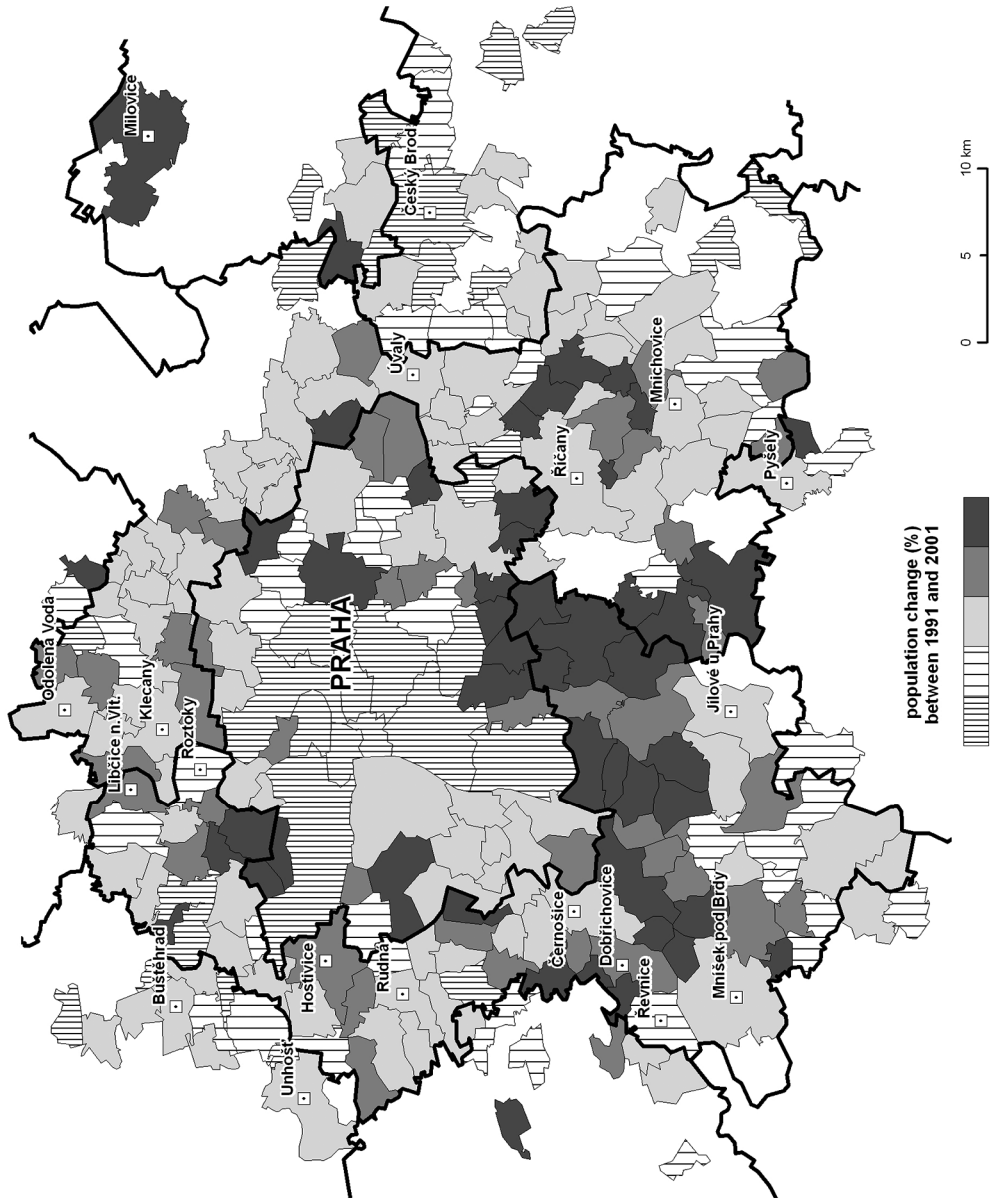 Milovice
Český Brod
Úvaly
Mnichovice
Říčany
Pyšely
Odolena Voda
Klecany
Libčice n.Vlt.
Roztoky
PRAHA
Jílové u Prahy
Buštěhrad
Hostivice
Rudná
Unhošť
Černošice
Dobřichovice
Řevnice
Mníšek pod Brdy
population change (%)
between 1991 and 2001
0 5 10 km